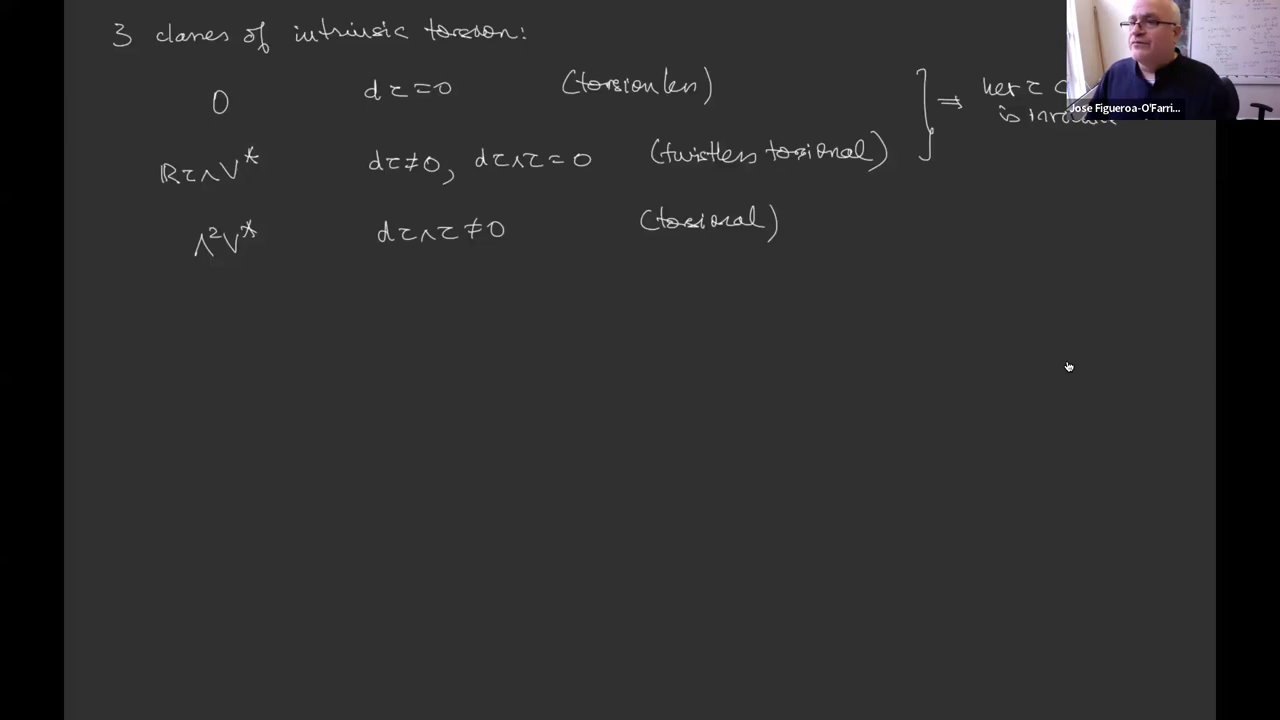 3 classes of intrinsic torsion:
0 dτ=0 (torsionless)
ℝτ∧V* dτ≠0, dτ∧τ=0 (twistless torsional) ⇒ ker τ
is
Λ²V* dτ∧τ≠0 (torsional)
Jose Figueroa-O'Farri...